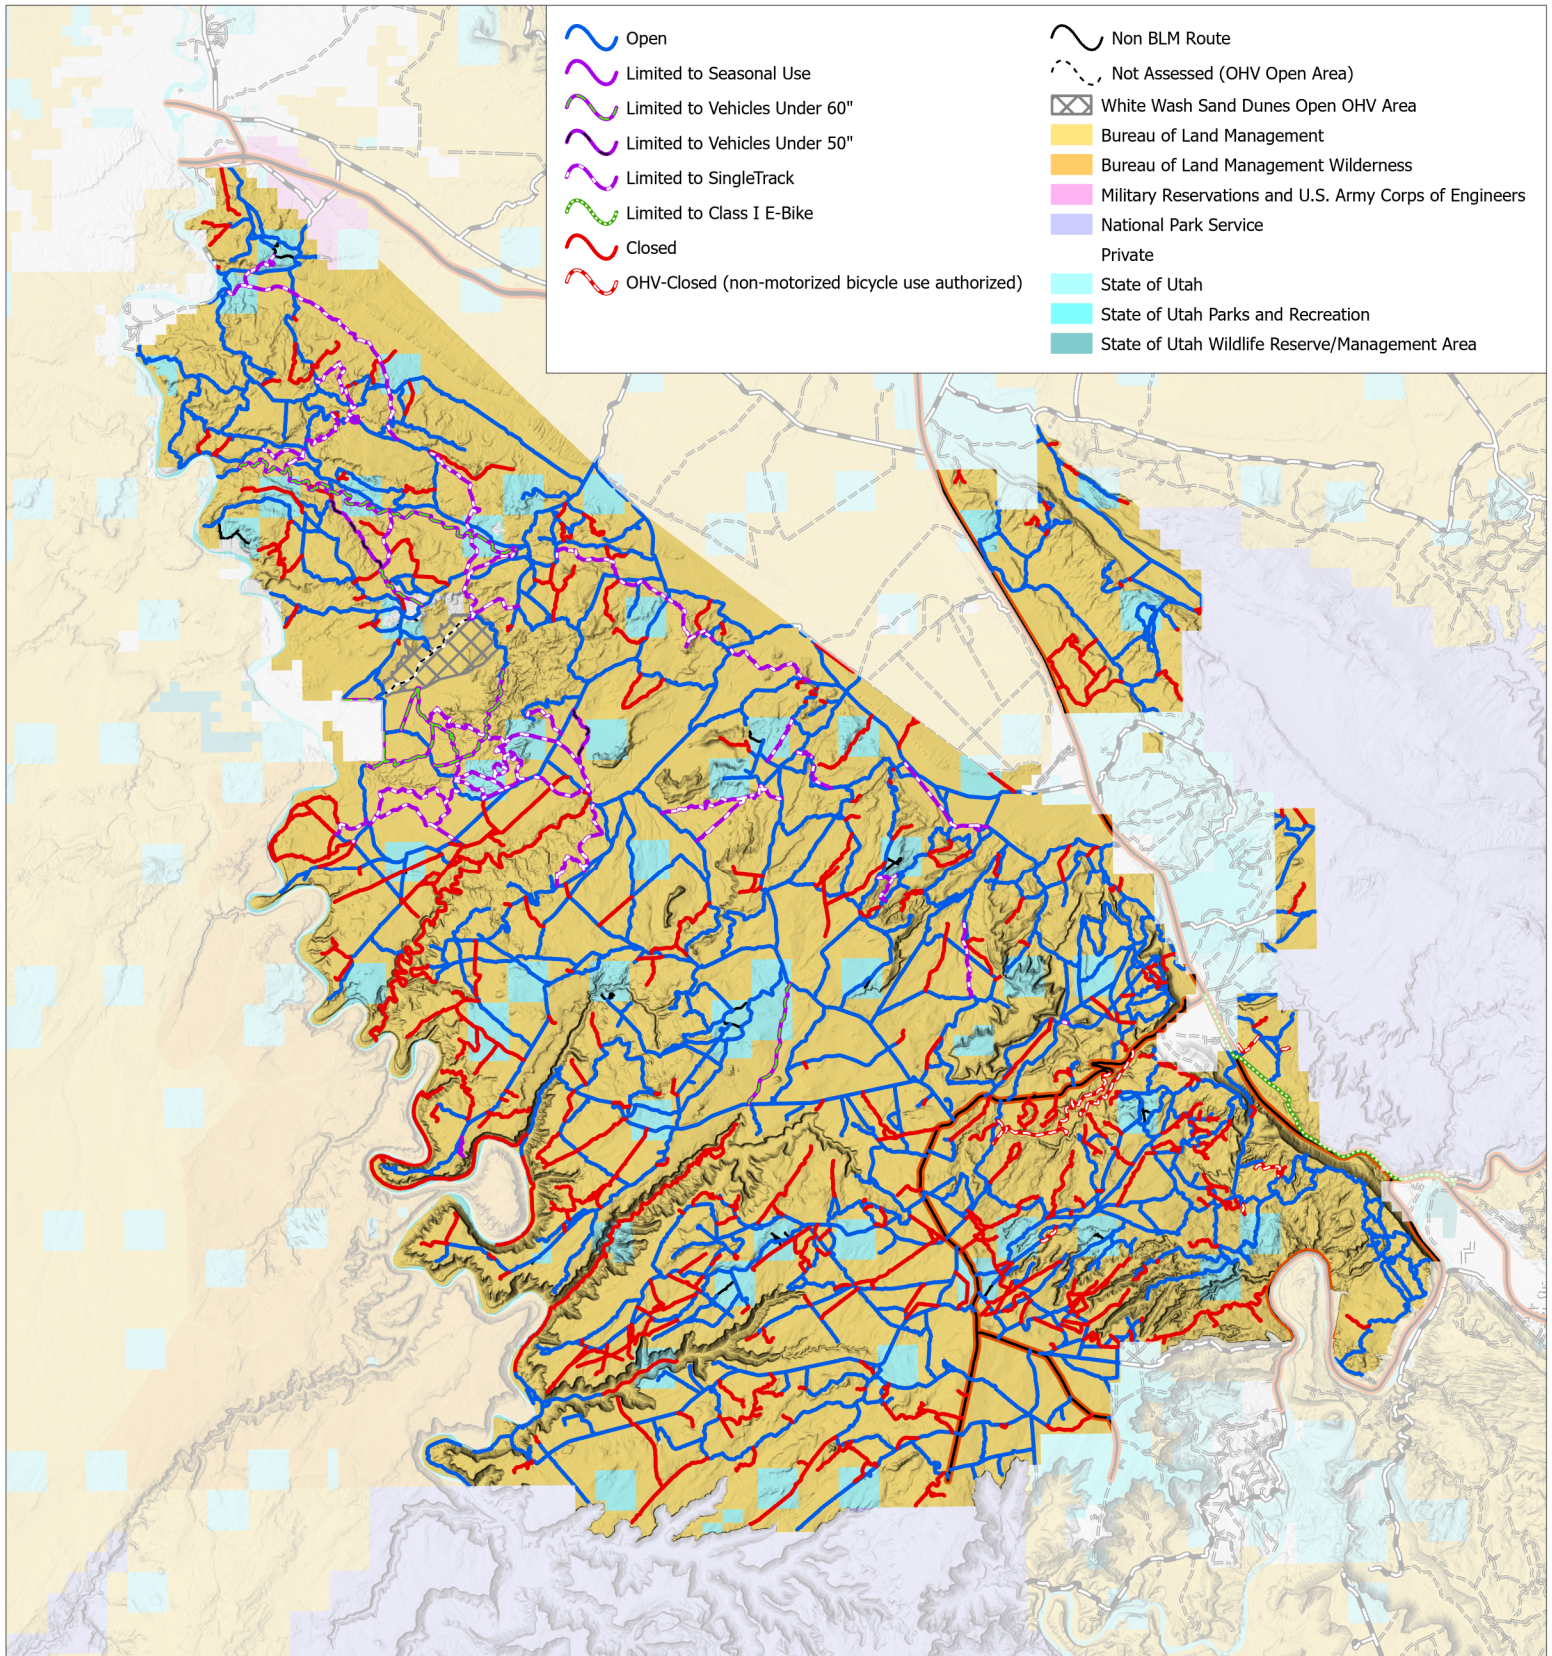 Open
Limited to Seasonal Use
Limited to Vehicles Under 60"
Limited to Vehicles Under 50"
Limited to SingleTrack
Limited to Class I E-Bike
Closed
OHV-Closed (non-motorized bicycle use authorized)
Non BLM Route
Not Assessed (OHV Open Area)
White Wash Sand Dunes Open OHV Area
Bureau of Land Management
Bureau of Land Management Wilderness
Military Reservations and U.S. Army Corps of Engineers
National Park Service
Private
State of Utah
State of Utah Parks and Recreation
State of Utah Wildlife Reserve/Management Area